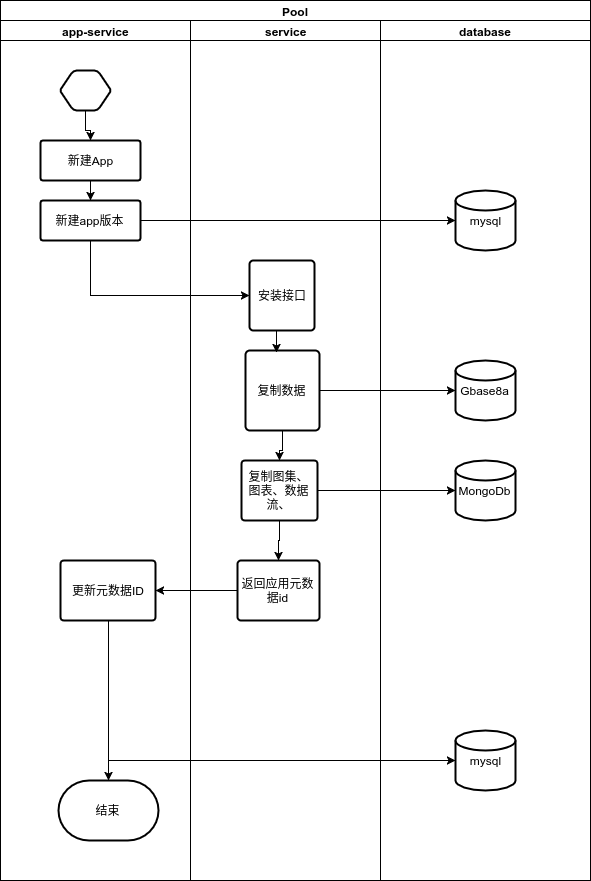 Pool
app-service
service
database
新建App
新建app版本
mysql
安装接口
复制数据
Gbase8a
复制图集、
图表、数据
流、
MongoDb
更新元数据ID
返回应用元数
据id
mysql
结束